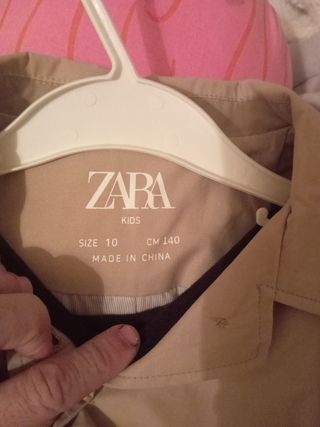 ZARA
KIDS
SIZE 10 CM 140
MADE IN CHINA